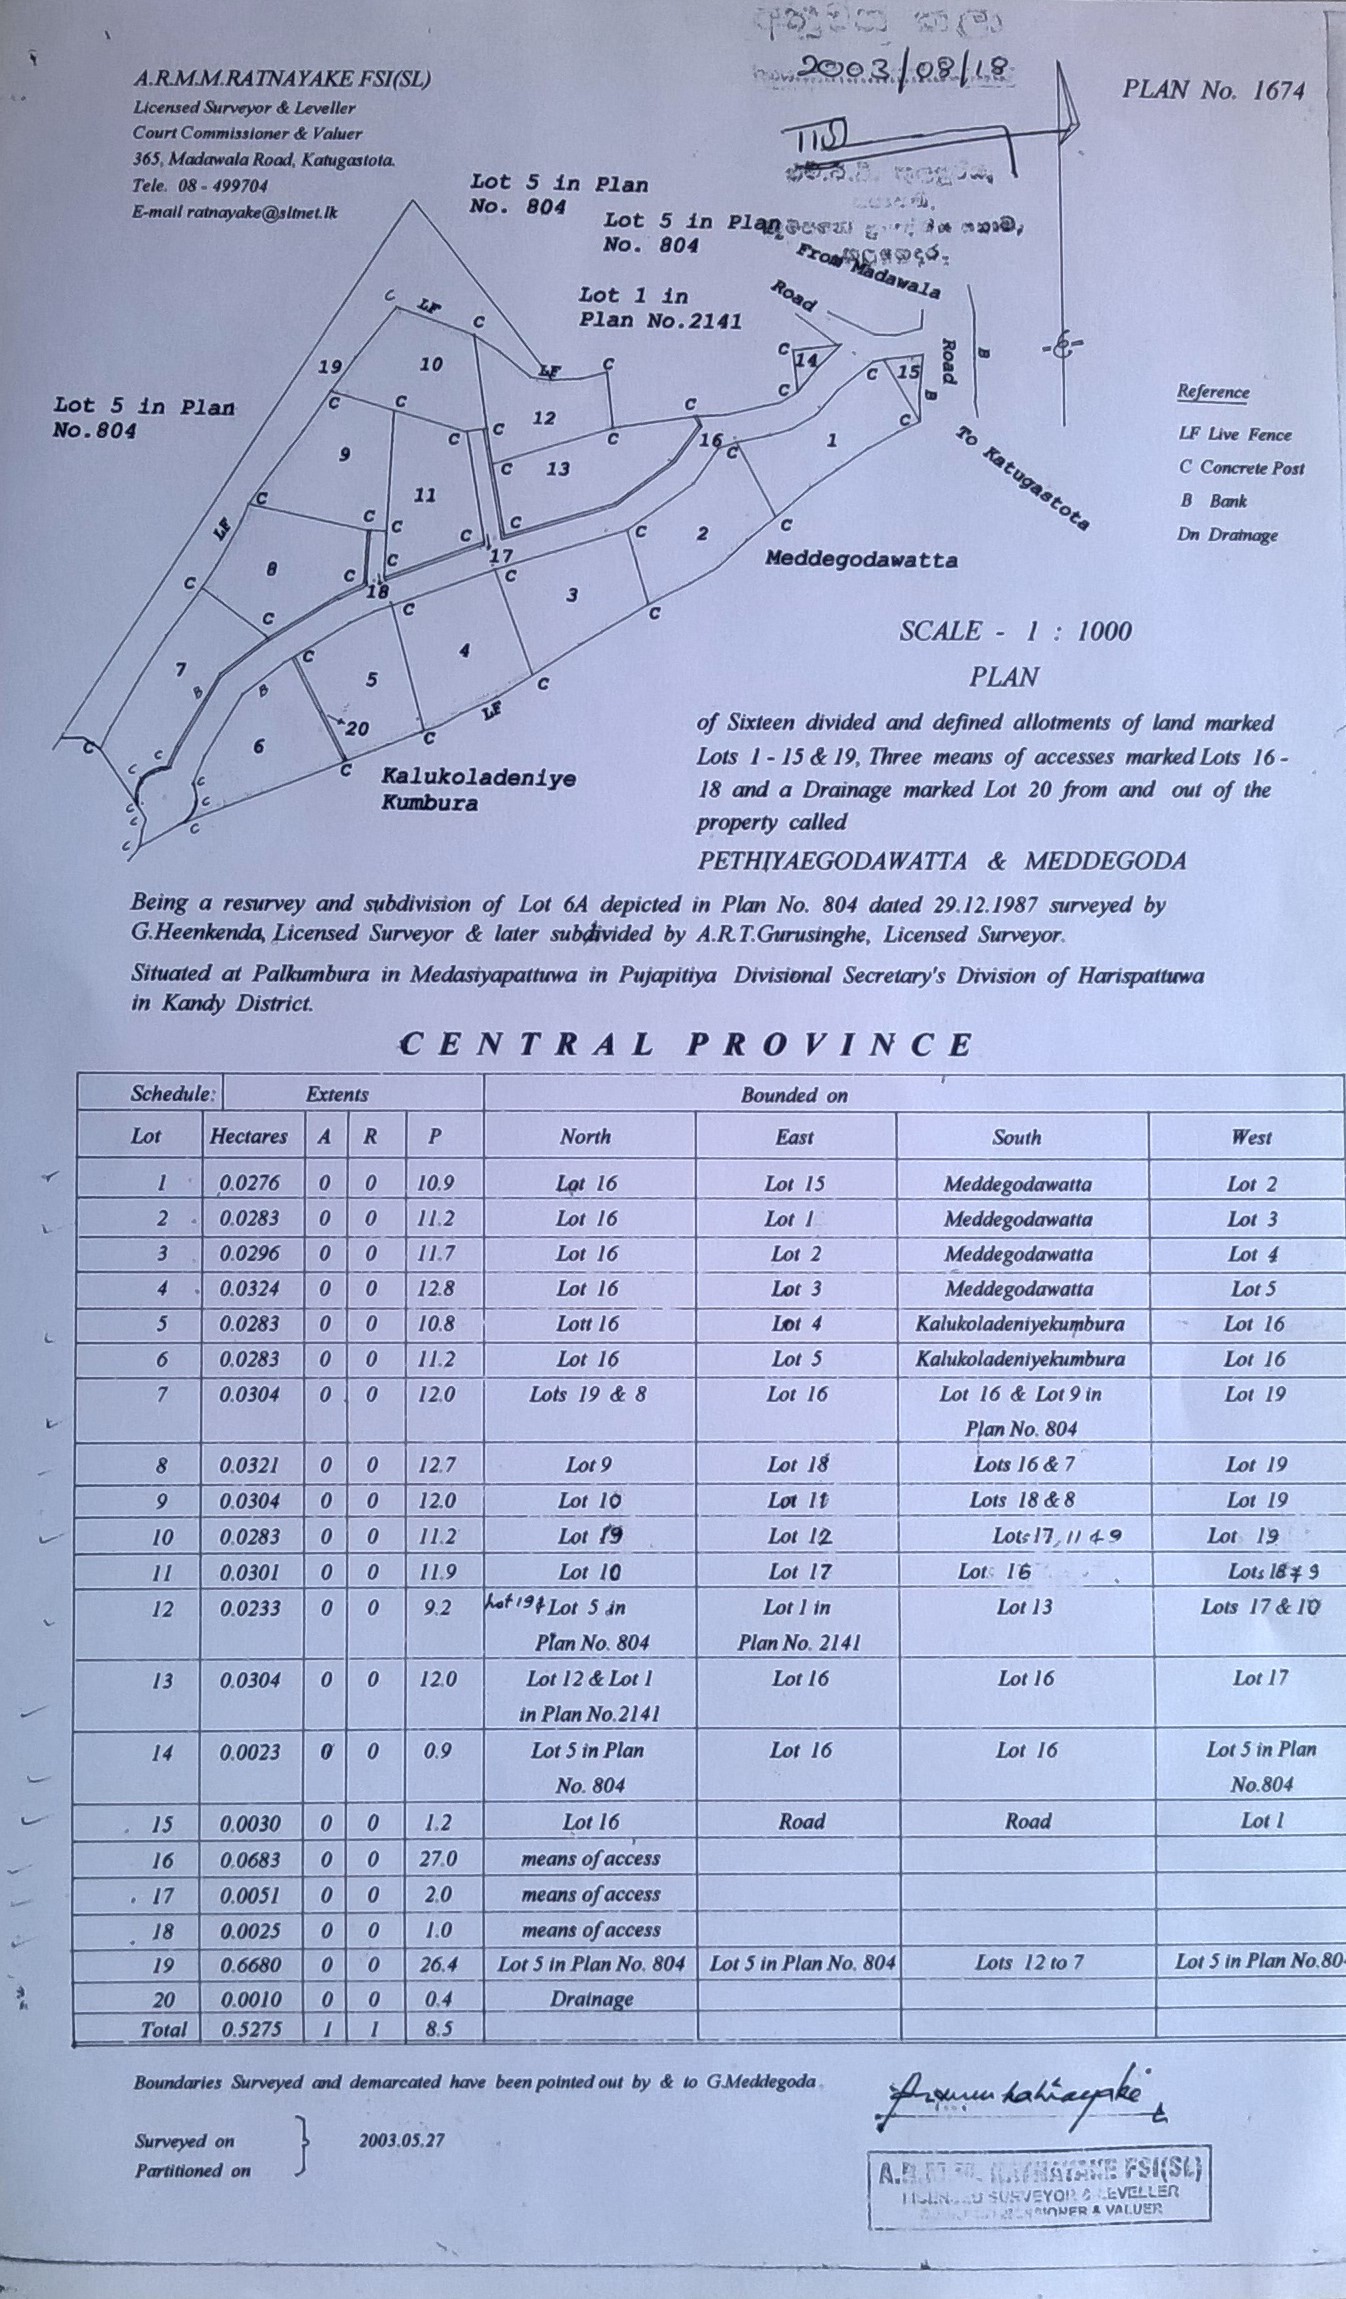 2003/08/18
PLAN No. 1674
A.R.M.M.RATNAYAKE FSI(SL)
Licensed Surveyor & Leveller
Court Commissioner & Valuer
365, Madawala Road, Katugastota.
Tele. 08 - 499704
E-mail ratnayake@sltnet.lk
Lot 5 in Plan
No. 804
Lot 5 in Plan
No. 804
From Madawala
Road
Lot 1 in
Plan No.2141
Lot 5 in Plan
No.804
Road
B
B
To Katugastota
Reference
LF Live Fence
C Concrete Post
B Bank
Dn Drainage
C LF C LF C C C C C
19 10 12 14 15
9 11 13 16 1
8 17 2
18 3
7 4
5
20
6
Meddegodawatta
Kalukoladeniye
Kumbura
SCALE - 1 : 1000
PLAN
of Sixteen divided and defined allotments of land marked
Lots 1 - 15 & 19, Three means of accesses marked Lots 16 -
18 and a Drainage marked Lot 20 from and out of the
property called
PETHIYAEGODAWATTA & MEDDEGODA
Being a resurvey and subdivision of Lot 6A depicted in Plan No. 804 dated 29.12.1987 surveyed by
G.Heenkenda, Licensed Surveyor & later subdivided by A.R.T.Gurusinghe, Licensed Surveyor.
Situated at Palkumbura in Medasiyapattuwa in Pujapitiya Divisional Secretary's Division of Harispattuwa
in Kandy District.
CENTRAL PROVINCE
Schedule: Extents Bounded on
Lot Hectares A R P North East South West
1 0.0276 0 0 10.9 Lot 16 Lot 15 Meddegodawatta Lot 2
2 0.0283 0 0 11.2 Lot 16 Lot 1 Meddegodawatta Lot 3
3 0.0296 0 0 11.7 Lot 16 Lot 2 Meddegodawatta Lot 4
4 0.0324 0 0 12.8 Lot 16 Lot 3 Meddegodawatta Lot 5
5 0.0283 0 0 10.8 Lott 16 Lot 4 Kalukoladeniyekumbura Lot 16
6 0.0283 0 0 11.2 Lot 16 Lot 5 Kalukoladeniyekumbura Lot 16
7 0.0304 0 0 12.0 Lots 19 & 8 Lot 16 Lot 16 & Lot 9 in Lot 19
Plan No. 804
8 0.0321 0 0 12.7 Lot 9 Lot 18 Lots 16 & 7 Lot 19
9 0.0304 0 0 12.0 Lot 10 Lot 11 Lots 18 & 8 Lot 19
10 0.0283 0 0 11.2 Lot 19 Lot 12 Lots 17, 11 & 9 Lot 19
11 0.0301 0 0 11.9 Lot 10 Lot 17 Lot 16 Lots 18 & 9
12 0.0233 0 0 9.2 Lot 19 & Lot 5 in Lot 1 in Lot 13 Lots 17 & 10
Plan No. 804 Plan No. 2141
13 0.0304 0 0 12.0 Lot 12 & Lot 1 Lot 16 Lot 16 Lot 17
in Plan No.2141
14 0.0023 0 0 0.9 Lot 5 in Plan Lot 16 Lot 16 Lot 5 in Plan
No. 804 No.804
15 0.0030 0 0 1.2 Lot 16 Road Road Lot 1
16 0.0683 0 0 27.0 means of access
17 0.0051 0 0 2.0 means of access
18 0.0025 0 0 1.0 means of access
19 0.6680 0 0 26.4 Lot 5 in Plan No. 804 Lot 5 in Plan No. 804 Lots 12 to 7 Lot 5 in Plan No.80
20 0.0010 0 0 0.4 Drainage
Total 0.5275 1 1 8.5
Boundaries Surveyed and demarcated have been pointed out by & to G.Meddegoda.
Surveyed on
Partitioned on } 2003.05.27
A.R.M.M. RATNAYAKE FSI(SL)
LICENSED SURVEYOR & LEVELLER
COURT COMMISSIONER & VALUER